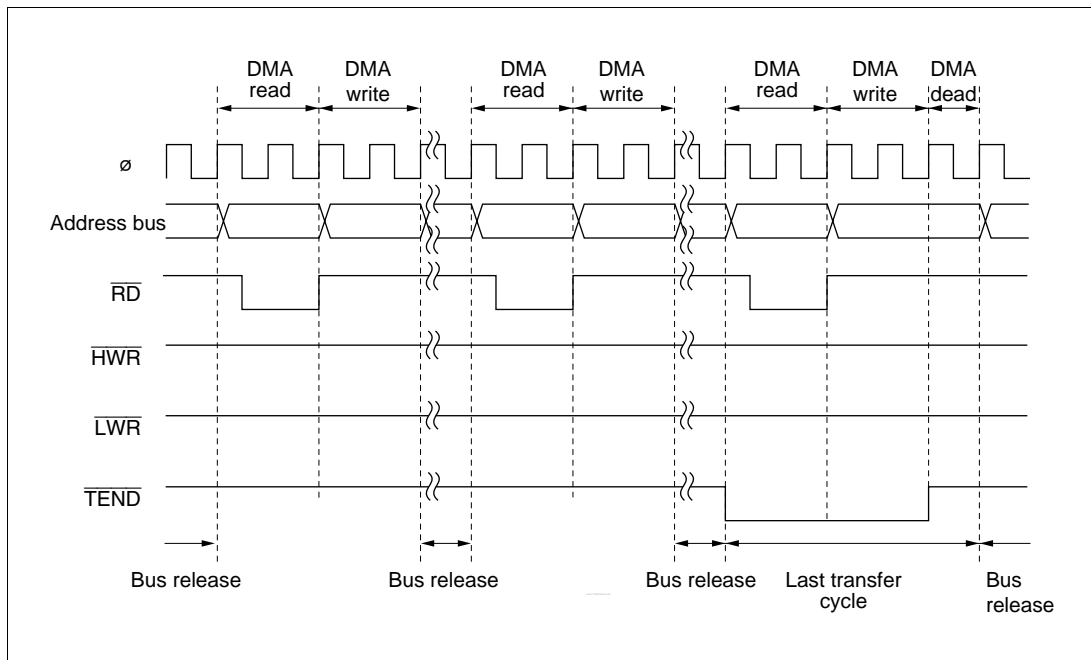 DMA read
DMA write
DMA read
DMA write
DMA read
DMA write
DMA dead
ø
Address bus
RD
HWR
LWR
TEND
Bus release
Bus release
Bus release
Last transfer cycle
Bus release